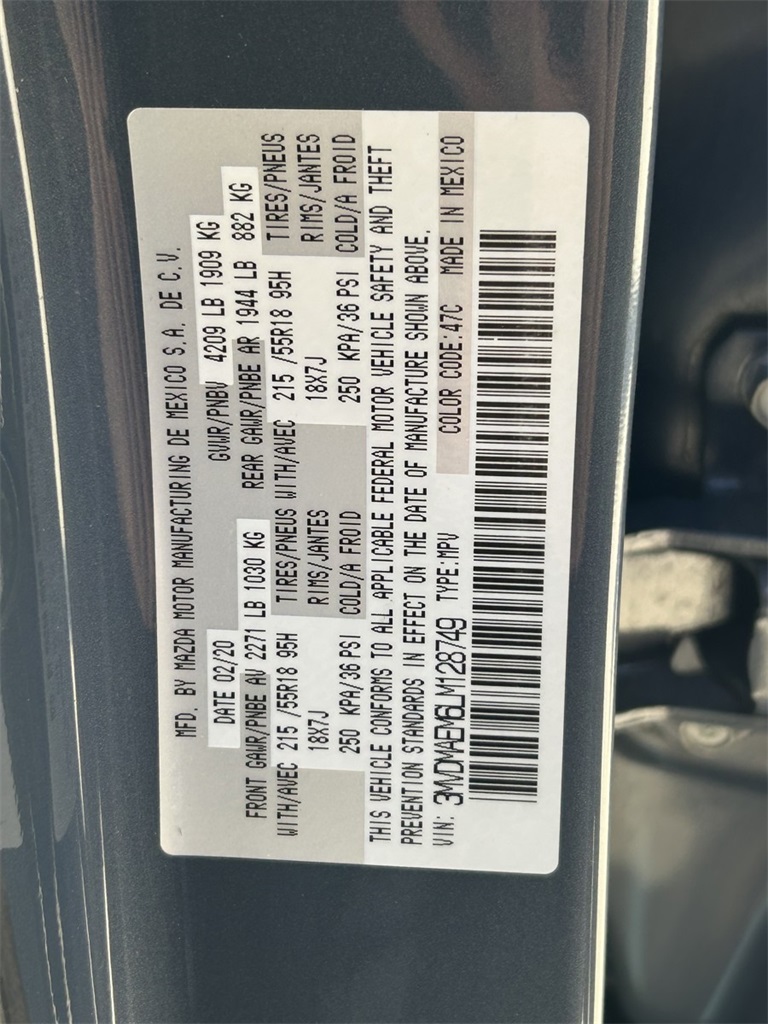 MFD. BY MAZDA MOTOR MANUFACTURING DE MEXICO S.A. DE C.V.
DATE 02/20 GVWR/PNBV 4209 LB 1909 KG
FRONT GAWR/PNBE AV 2271 LB 1030 KG REAR GAWR/PNBE AR 1944 LB 882 KG
WITH/AVEC 215 /55R18 95H TIRES/PNEUS WITH/AVEC 215 /55R18 95H TIRES/PNEUS
18X7J RIMS/JANTES 18X7J RIMS/JANTES
250 KPA/36 PSI COLD/A FROID 250 KPA/36 PSI COLD/A FROID
THIS VEHICLE CONFORMS TO ALL APPLICABLE FEDERAL MOTOR VEHICLE SAFETY AND THEFT
PREVENTION STANDARDS IN EFFECT ON THE DATE OF MANUFACTURE SHOWN ABOVE.
VIN: 3MVDMAEM6LM128749 TYPE:MPV COLOR CODE:47C MADE IN MEXICO